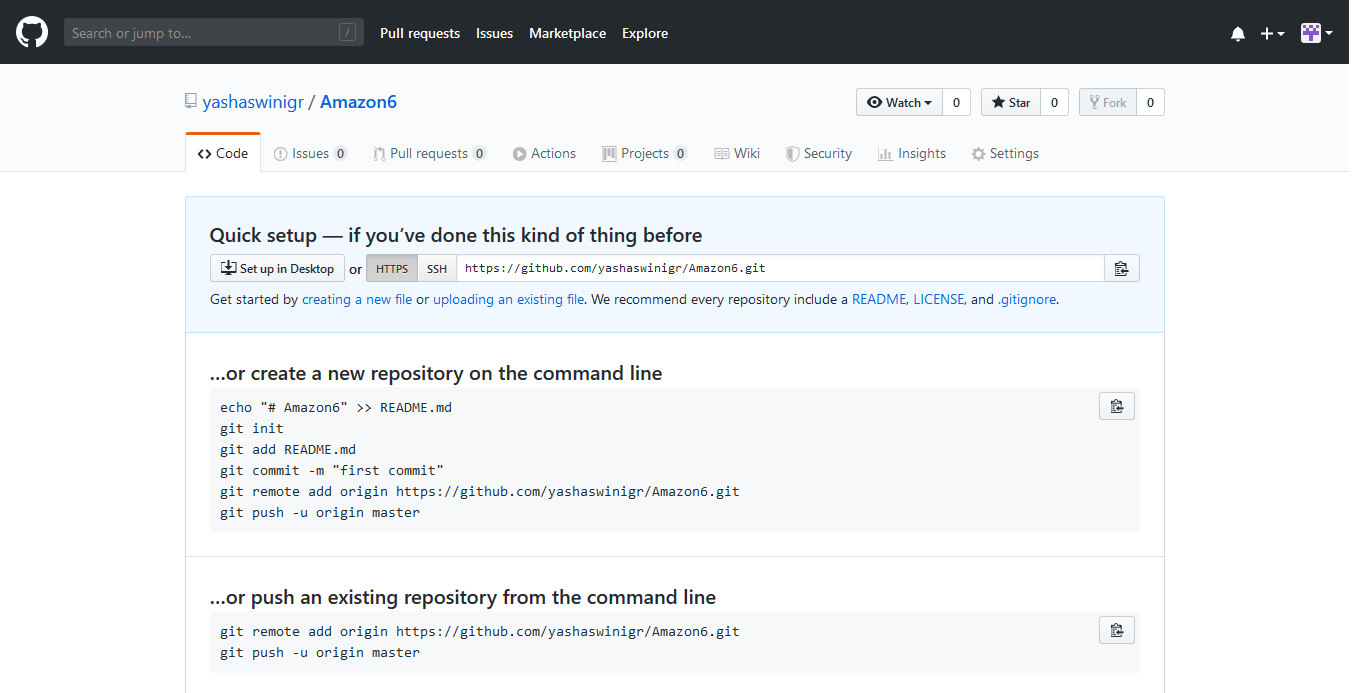 Search or jump to... / Pull requests Issues Marketplace Explore
yashaswinigr / Amazon6 Watch 0 Star 0 Fork 0
Code Issues 0 Pull requests 0 Actions Projects 0 Wiki Security Insights Settings
Quick setup — if you’ve done this kind of thing before
Set up in Desktop or HTTPS SSH https://github.com/yashaswinigr/Amazon6.git
Get started by creating a new file or uploading an existing file. We recommend every repository include a README, LICENSE, and .gitignore.
…or create a new repository on the command line
echo "# Amazon6" >> README.md
git init
git add README.md
git commit -m "first commit"
git remote add origin https://github.com/yashaswinigr/Amazon6.git
git push -u origin master
…or push an existing repository from the command line
git remote add origin https://github.com/yashaswinigr/Amazon6.git
git push -u origin master